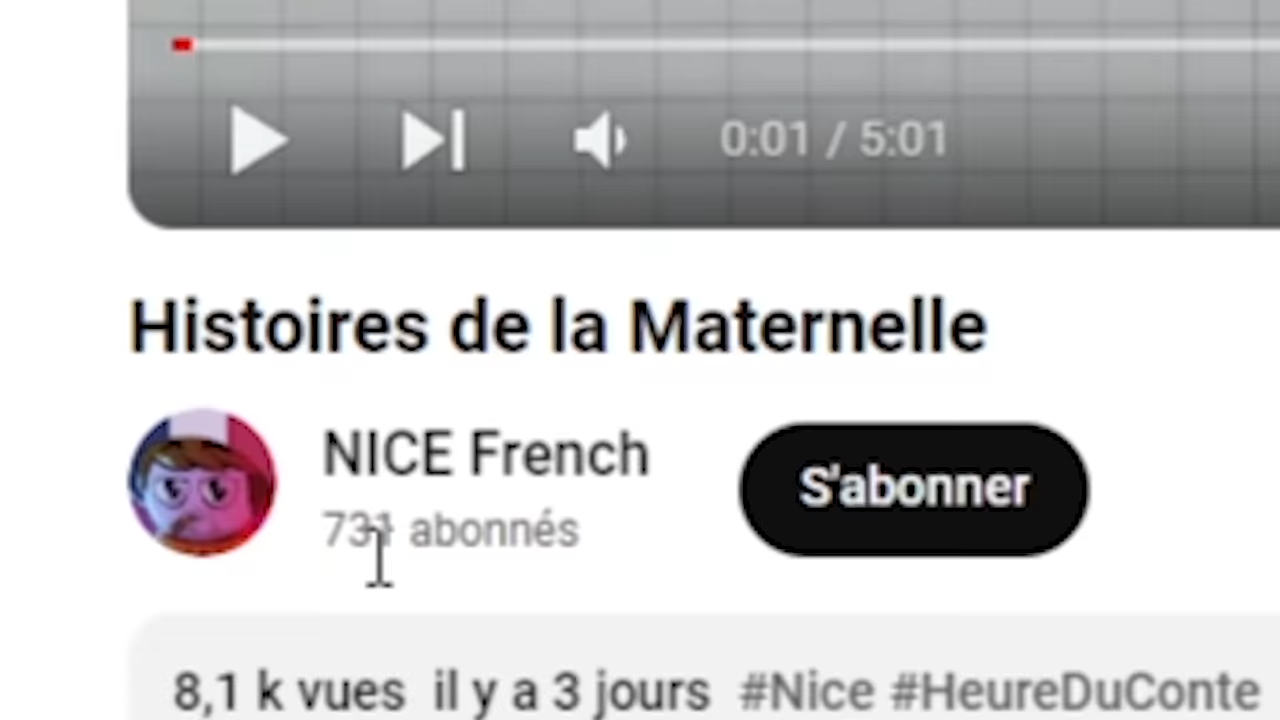 0:01 / 5:01
Histoires de la Maternelle
NICE French
S'abonner
731 abonnés
8,1 k vues il y a 3 jours #Nice #HeureDuConte